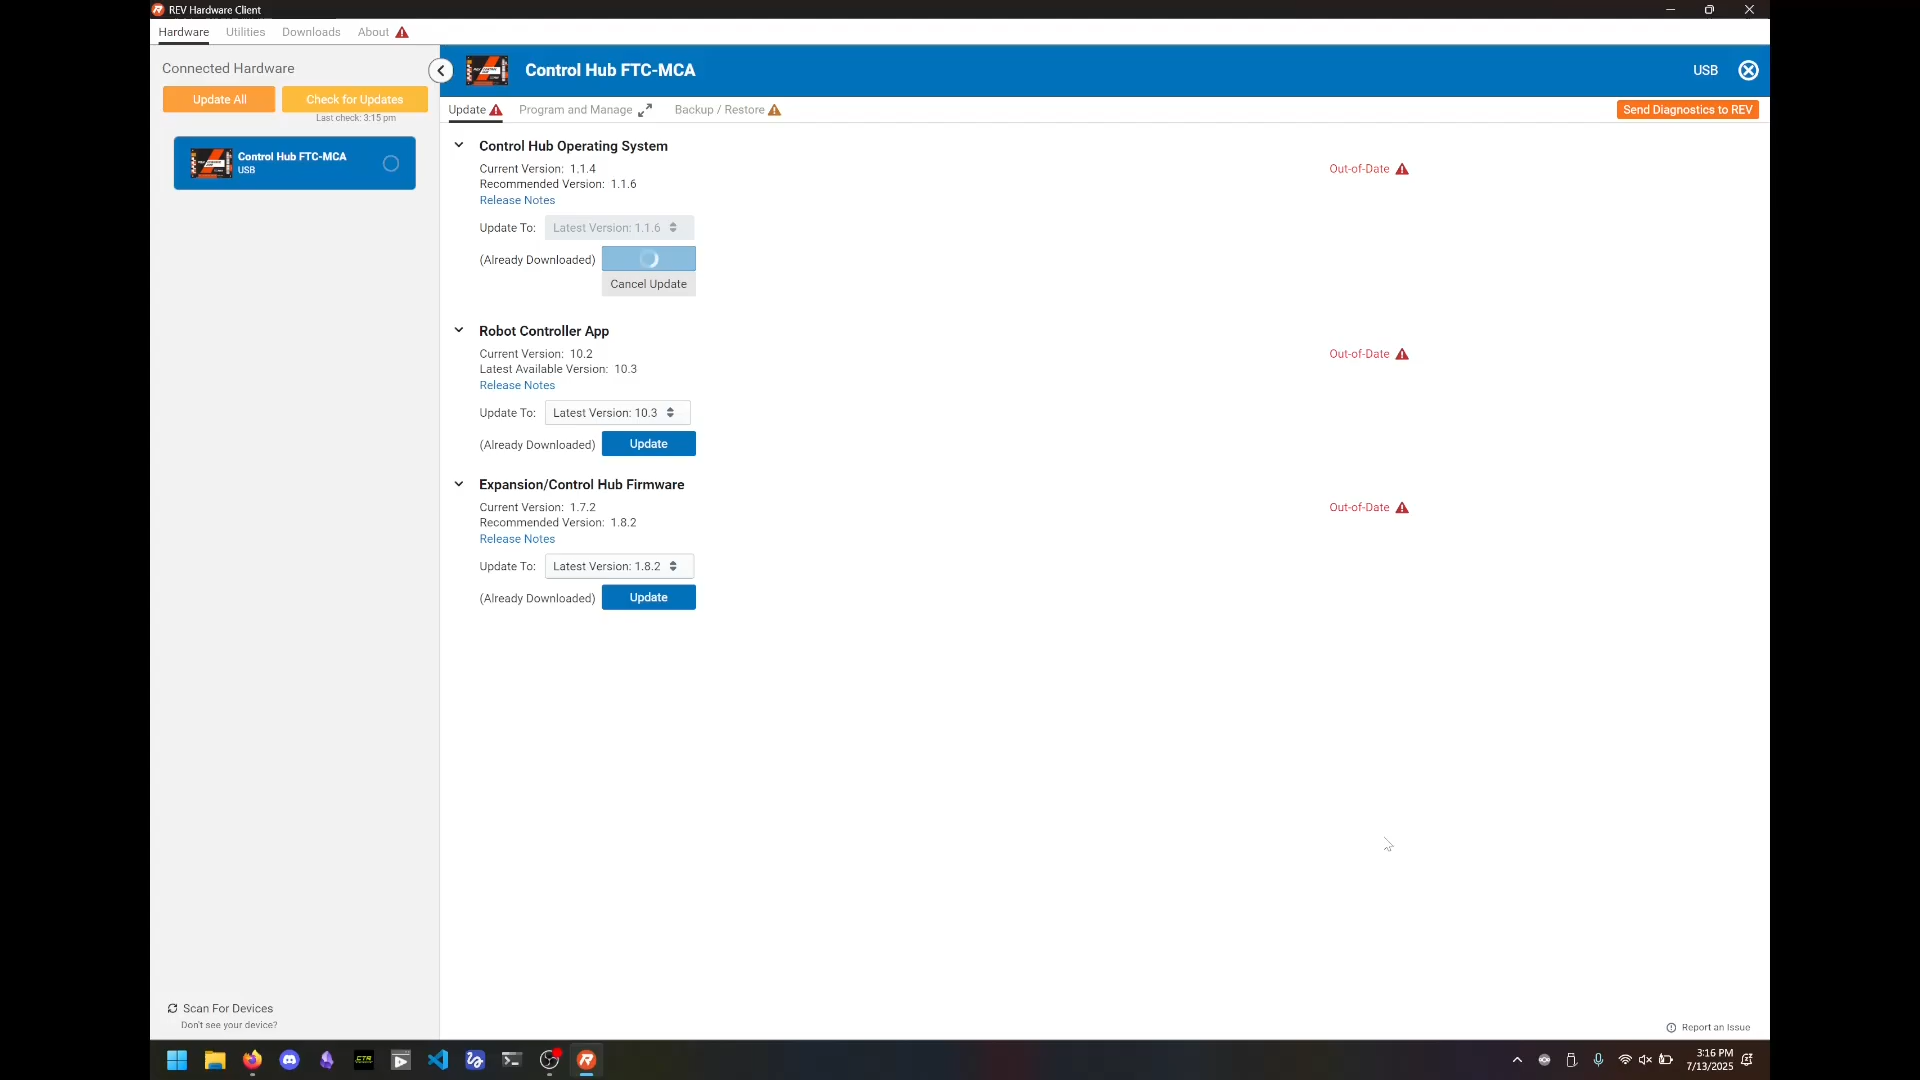 REV Hardware Client
Hardware Utilities Downloads About
Connected Hardware
Update All
Check for Updates
Last check: 3:15 pm
Control Hub FTC-MCA
USB
Control Hub FTC-MCA
USB
Update Program and Manage Backup / Restore
Send Diagnostics to REV
Control Hub Operating System
Current Version: 1.1.4
Out-of-Date
Recommended Version: 1.1.6
Release Notes
Update To: Latest Version: 1.1.6
(Already Downloaded)
Cancel Update
Robot Controller App
Current Version: 10.2
Out-of-Date
Latest Available Version: 10.3
Release Notes
Update To: Latest Version: 10.3
(Already Downloaded) Update
Expansion/Control Hub Firmware
Current Version: 1.7.2
Out-of-Date
Recommended Version: 1.8.2
Release Notes
Update To: Latest Version: 1.8.2
(Already Downloaded) Update
Scan For Devices
Don't see your device?
Report an Issue
CTR
3:16 PM
7/13/2025